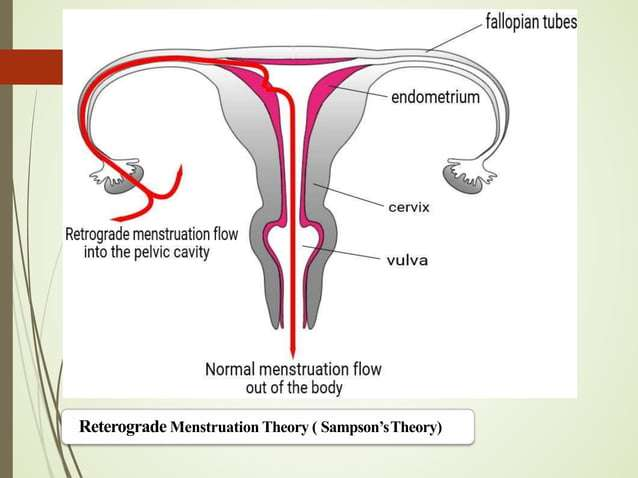 fallopian tubes
endometrium
cervix
vulva
Retrograde menstruation flow
into the pelvic cavity
Normal menstruation flow
out of the body
Reterograde Menstruation Theory ( Sampson’s Theory)